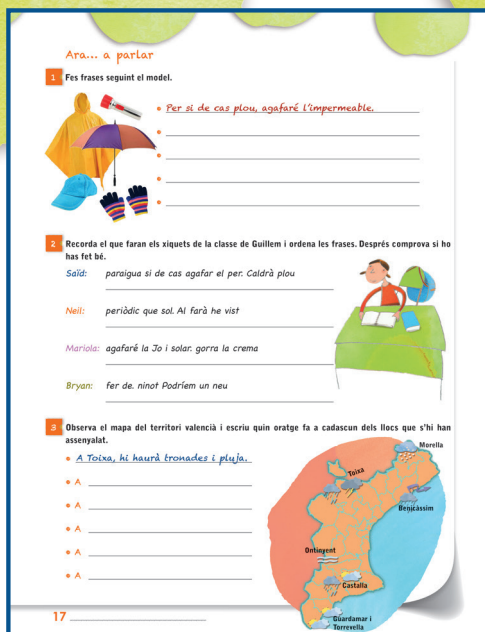 Ara... a parlar
1 Fes frases seguint el model.
• Per si de cas plou, agafaré l'impermeable.
•
•
•
•
2 Recorda el que faran els xiquets de la classe de Guillem i ordena les frases. Després comprova si ho
has fet bé.
Saïd: paraigua si de cas agafar el per. Caldrà plou
Neil: periòdic que sol. Al farà he vist
Mariola: agafaré la Jo i solar. gorra la crema
Bryan: fer de. ninot Podríem un neu
3 Observa el mapa del territori valencià i escriu quin oratge fa a cadascun dels llocs que s'hi han
assenyalat.
• A Toixa, hi haurà tronades i pluja.
• A
• A
• A
• A
• A
Morella
Toixa
Benicàssim
Ontinyent
Castalla
Guardamar i
Torrevella
17